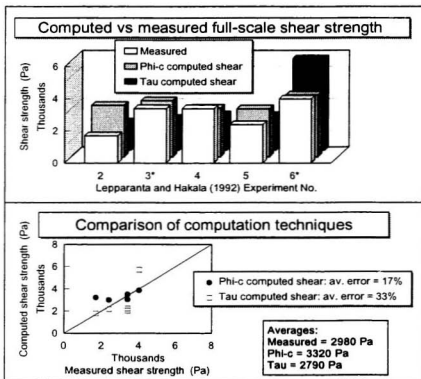 Computed vs measured full-scale shear strength
Measured
Phi-c computed shear
Tau computed shear
Shear strength (Pa)
Thousands
6
4
2
0
2
3*
4
5
6*
Lepparanta and Hakala (1992) Experiment No.
Comparison of computation techniques
Computed shear strength (Pa)
Thousands
8
6
4
2
0
0
2
4
6
8
Thousands
Measured shear strength (Pa)
Phi-c computed shear: av. error = 17%
Tau computed shear: av. error = 33%
Averages:
Measured = 2980 Pa
Phi-c = 3320 Pa
Tau = 2790 Pa